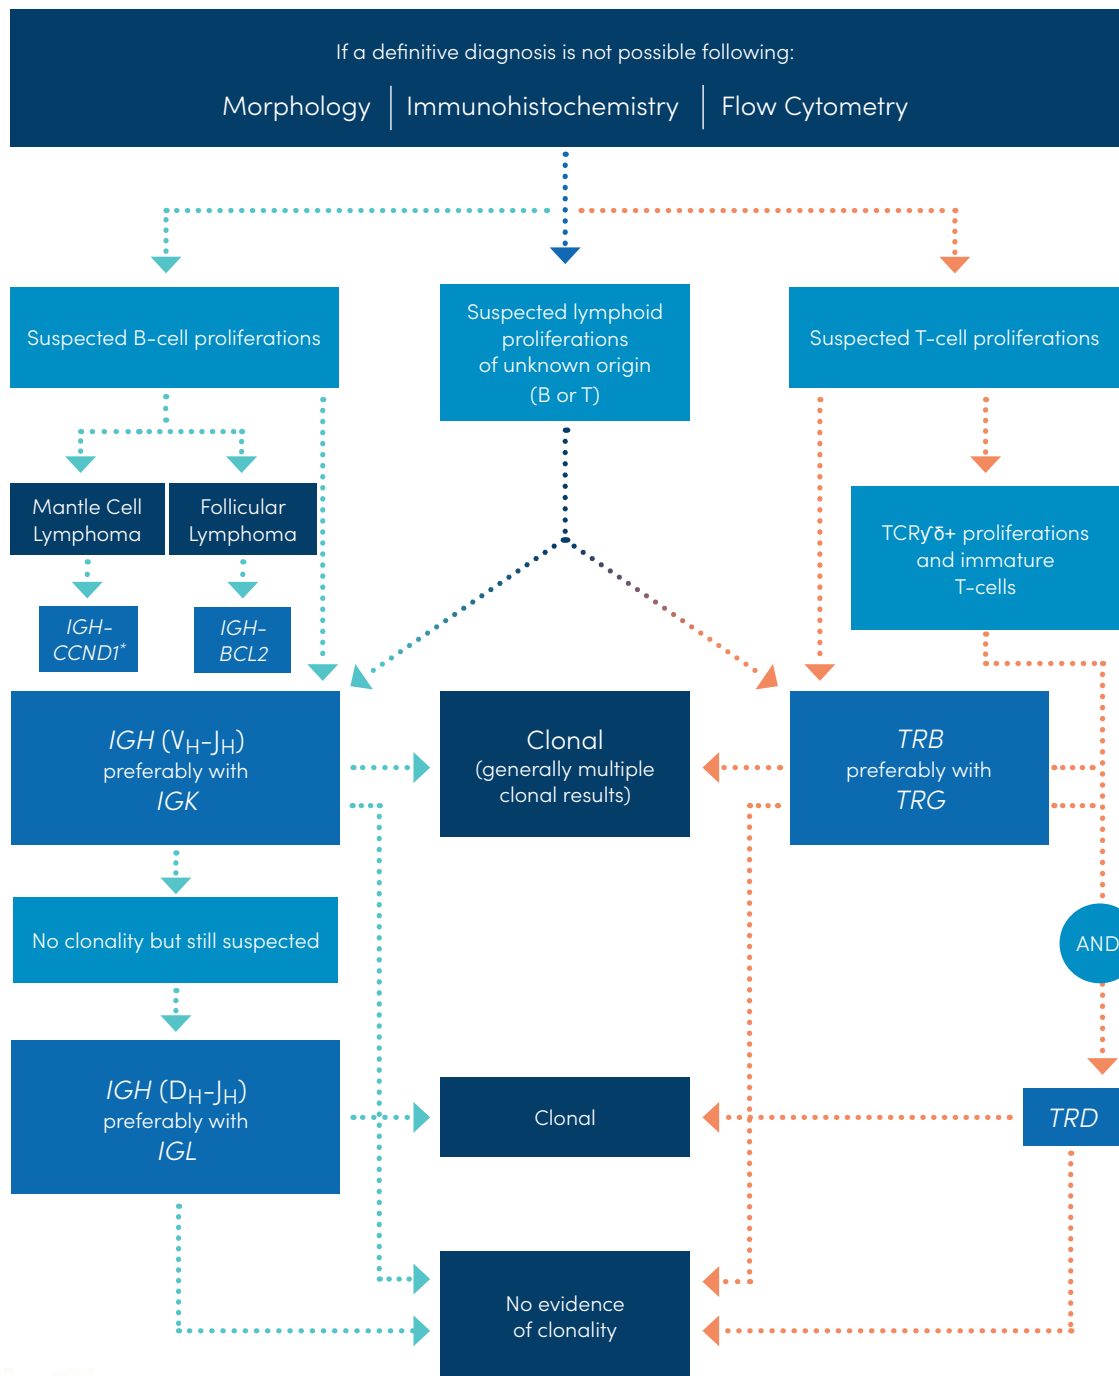 If a definitive diagnosis is not possible following:
Morphology | Immunohistochemistry | Flow Cytometry
Suspected B-cell proliferations
Suspected lymphoid
proliferations
of unknown origin
(B or T)
Suspected T-cell proliferations
Mantle Cell
Lymphoma
Follicular
Lymphoma
TCRγδ+ proliferations
and immature
T-cells
IGH-
CCND1*
IGH-
BCL2
IGH (VH-JH)
preferably with
IGK
Clonal
(generally multiple
clonal results)
TRB
preferably with
TRG
No clonality but still suspected
AND
IGH (DH-JH)
preferably with
IGL
Clonal
TRD
No evidence
of clonality